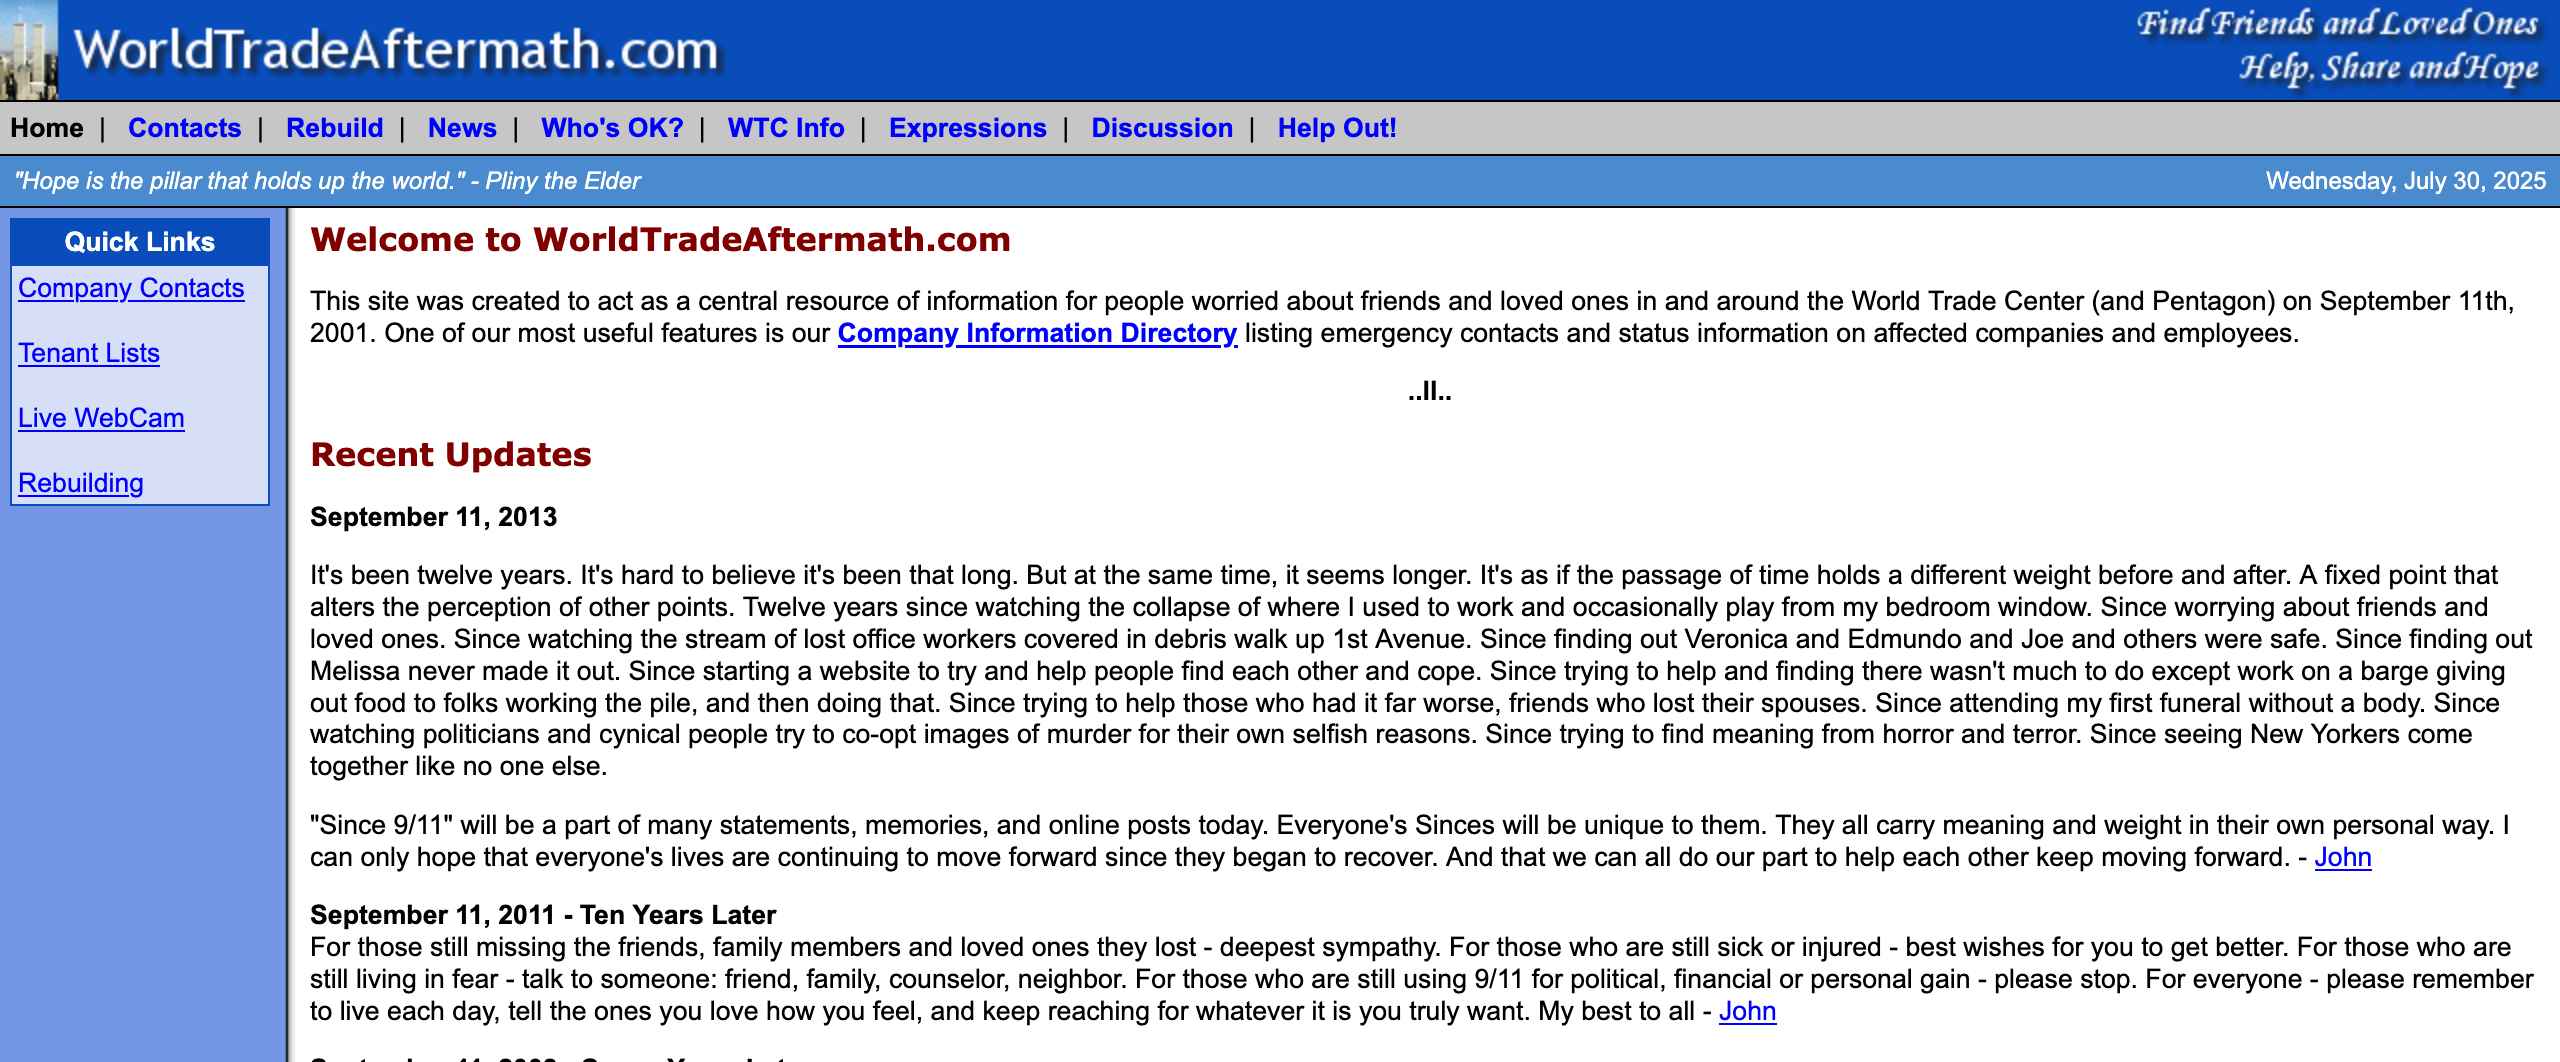 WorldTradeAftermath.com
Find Friends and Loved Ones
Help, Share and Hope
Home | Contacts | Rebuild | News | Who's OK? | WTC Info | Expressions | Discussion | Help Out!
"Hope is the pillar that holds up the world." - Pliny the Elder
Wednesday, July 30, 2025
Quick Links
Company Contacts
Tenant Lists
Live WebCam
Rebuilding
Welcome to WorldTradeAftermath.com
This site was created to act as a central resource of information for people worried about friends and loved ones in and around the World Trade Center (and Pentagon) on September 11th,
2001. One of our most useful features is our Company Information Directory listing emergency contacts and status information on affected companies and employees.
..II..
Recent Updates
September 11, 2013
It's been twelve years. It's hard to believe it's been that long. But at the same time, it seems longer. It's as if the passage of time holds a different weight before and after. A fixed point that
alters the perception of other points. Twelve years since watching the collapse of where I used to work and occasionally play from my bedroom window. Since worrying about friends and
loved ones. Since watching the stream of lost office workers covered in debris walk up 1st Avenue. Since finding out Veronica and Edmundo and Joe and others were safe. Since finding out
Melissa never made it out. Since starting a website to try and help people find each other and cope. Since trying to help and finding there wasn't much to do except work on a barge giving
out food to folks working the pile, and then doing that. Since trying to help those who had it far worse, friends who lost their spouses. Since attending my first funeral without a body. Since
watching politicians and cynical people try to co-opt images of murder for their own selfish reasons. Since trying to find meaning from horror and terror. Since seeing New Yorkers come
together like no one else.
"Since 9/11" will be a part of many statements, memories, and online posts today. Everyone's Sinces will be unique to them. They all carry meaning and weight in their own personal way. I
can only hope that everyone's lives are continuing to move forward since they began to recover. And that we can all do our part to help each other keep moving forward. - John
September 11, 2011 - Ten Years Later
For those still missing the friends, family members and loved ones they lost - deepest sympathy. For those who are still sick or injured - best wishes for you to get better. For those who are
still living in fear - talk to someone: friend, family, counselor, neighbor. For those who are still using 9/11 for political, financial or personal gain - please stop. For everyone - please remember
to live each day, tell the ones you love how you feel, and keep reaching for whatever it is you truly want. My best to all - John